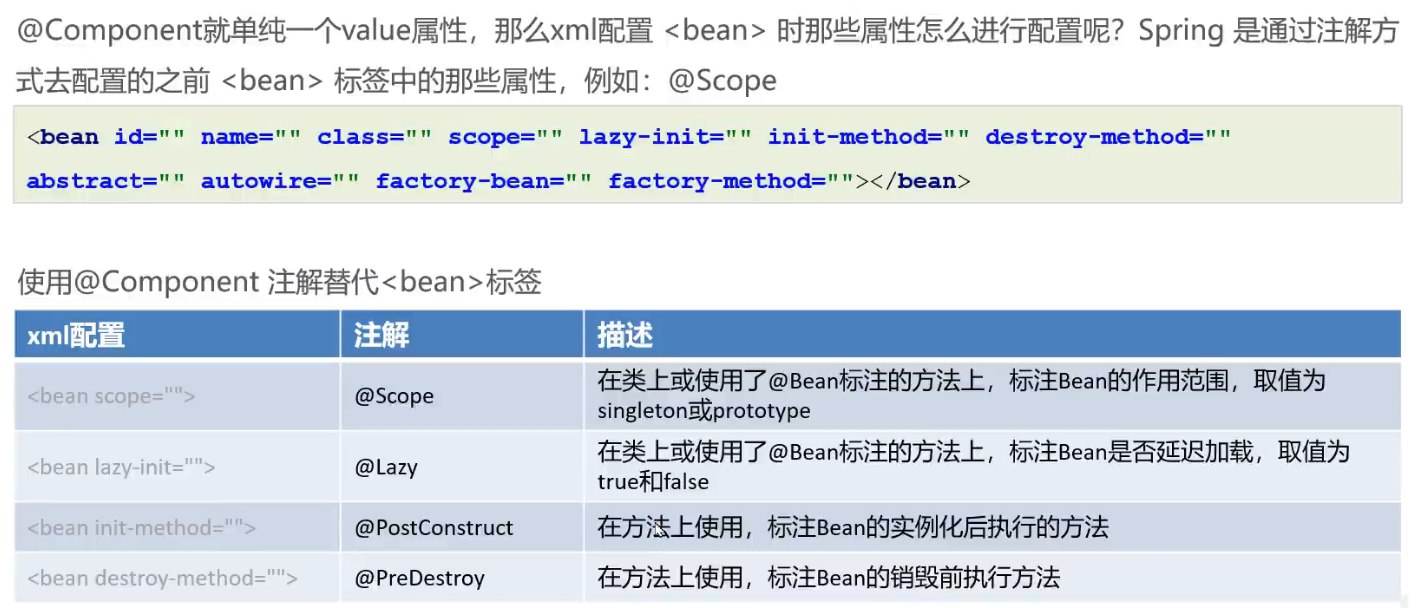 @Component就单纯一个value属性，那么xml配置 <bean> 时那些属性怎么进行配置呢？Spring 是通过注解方
式去配置的之前 <bean> 标签中的那些属性，例如：@Scope
<bean id="" name="" class="" scope="" lazy-init="" init-method="" destroy-method=""
abstract="" autowire="" factory-bean="" factory-method=""></bean>
使用@Component 注解替代<bean>标签
xml配置 注解 描述
<bean scope=""> @Scope 在类上或使用了@Bean标注的方法上，标注Bean的作用范围，取值为
singleton或prototype
<bean lazy-init=""> @Lazy 在类上或使用了@Bean标注的方法上，标注Bean是否延迟加载，取值为
true和false
<bean init-method=""> @PostConstruct 在方法上使用，标注Bean的实例化后执行的方法
<bean destroy-method=""> @PreDestroy 在方法上使用，标注Bean的销毁前执行方法